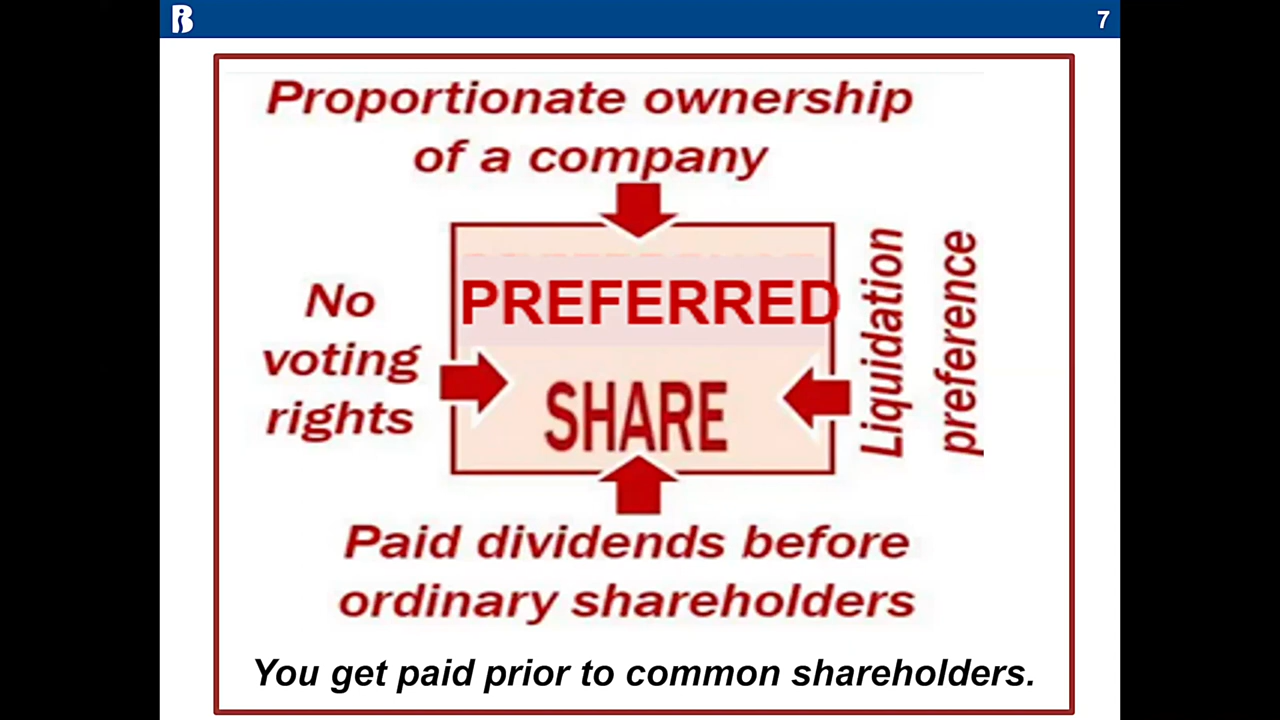 7
Proportionate ownership
of a company
No
voting
rights
PREFERRED
SHARE
Liquidation
preference
Paid dividends before
ordinary shareholders
You get paid prior to common shareholders.